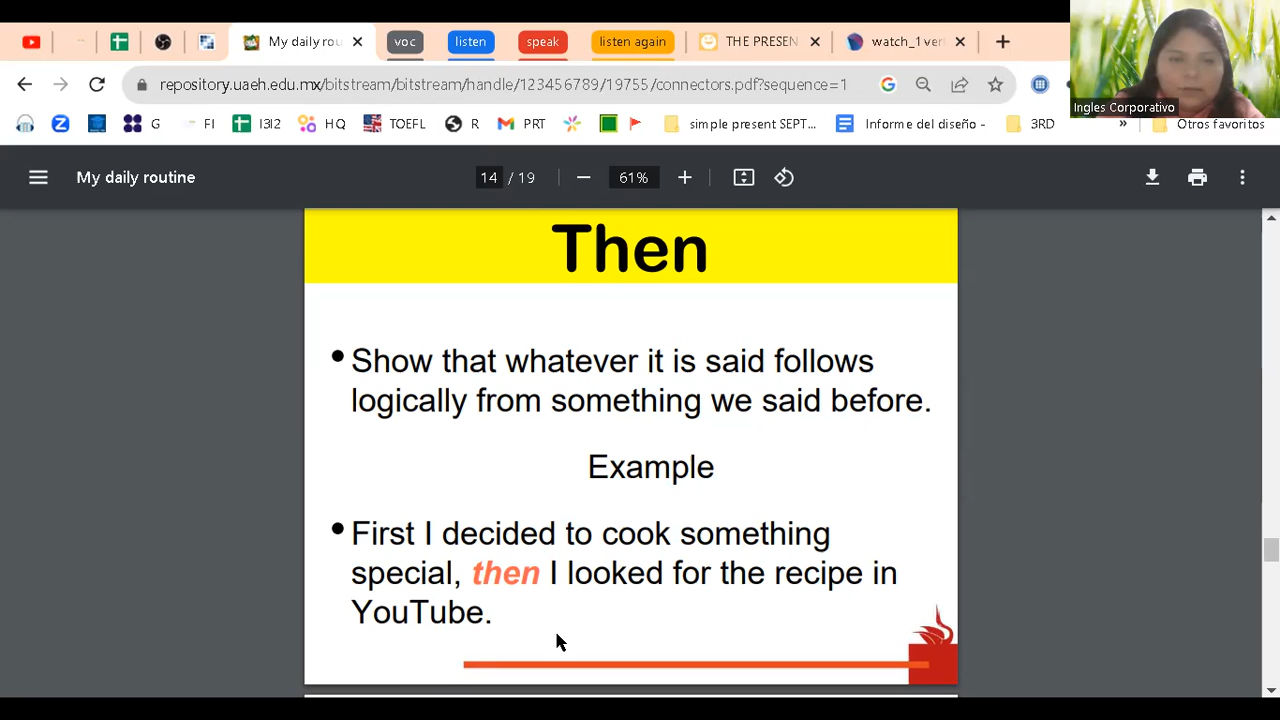 My daily rou
voc
listen
speak
listen again
THE PRESEN
watch_1 ver
repository.uaeh.edu.mx/bitstream/bitstream/handle/123456789/19755/connectors.pdf?sequence=1
Ingles Corporativo
G
FI
I3I2
HQ
TOEFL
R
PRT
simple present SEPT...
Informe del diseño -
3RD
»
Otros favoritos
My daily routine
14 / 19
61%
Then
• Show that whatever it is said follows
logically from something we said before.
Example
• First I decided to cook something
special, then I looked for the recipe in
YouTube.